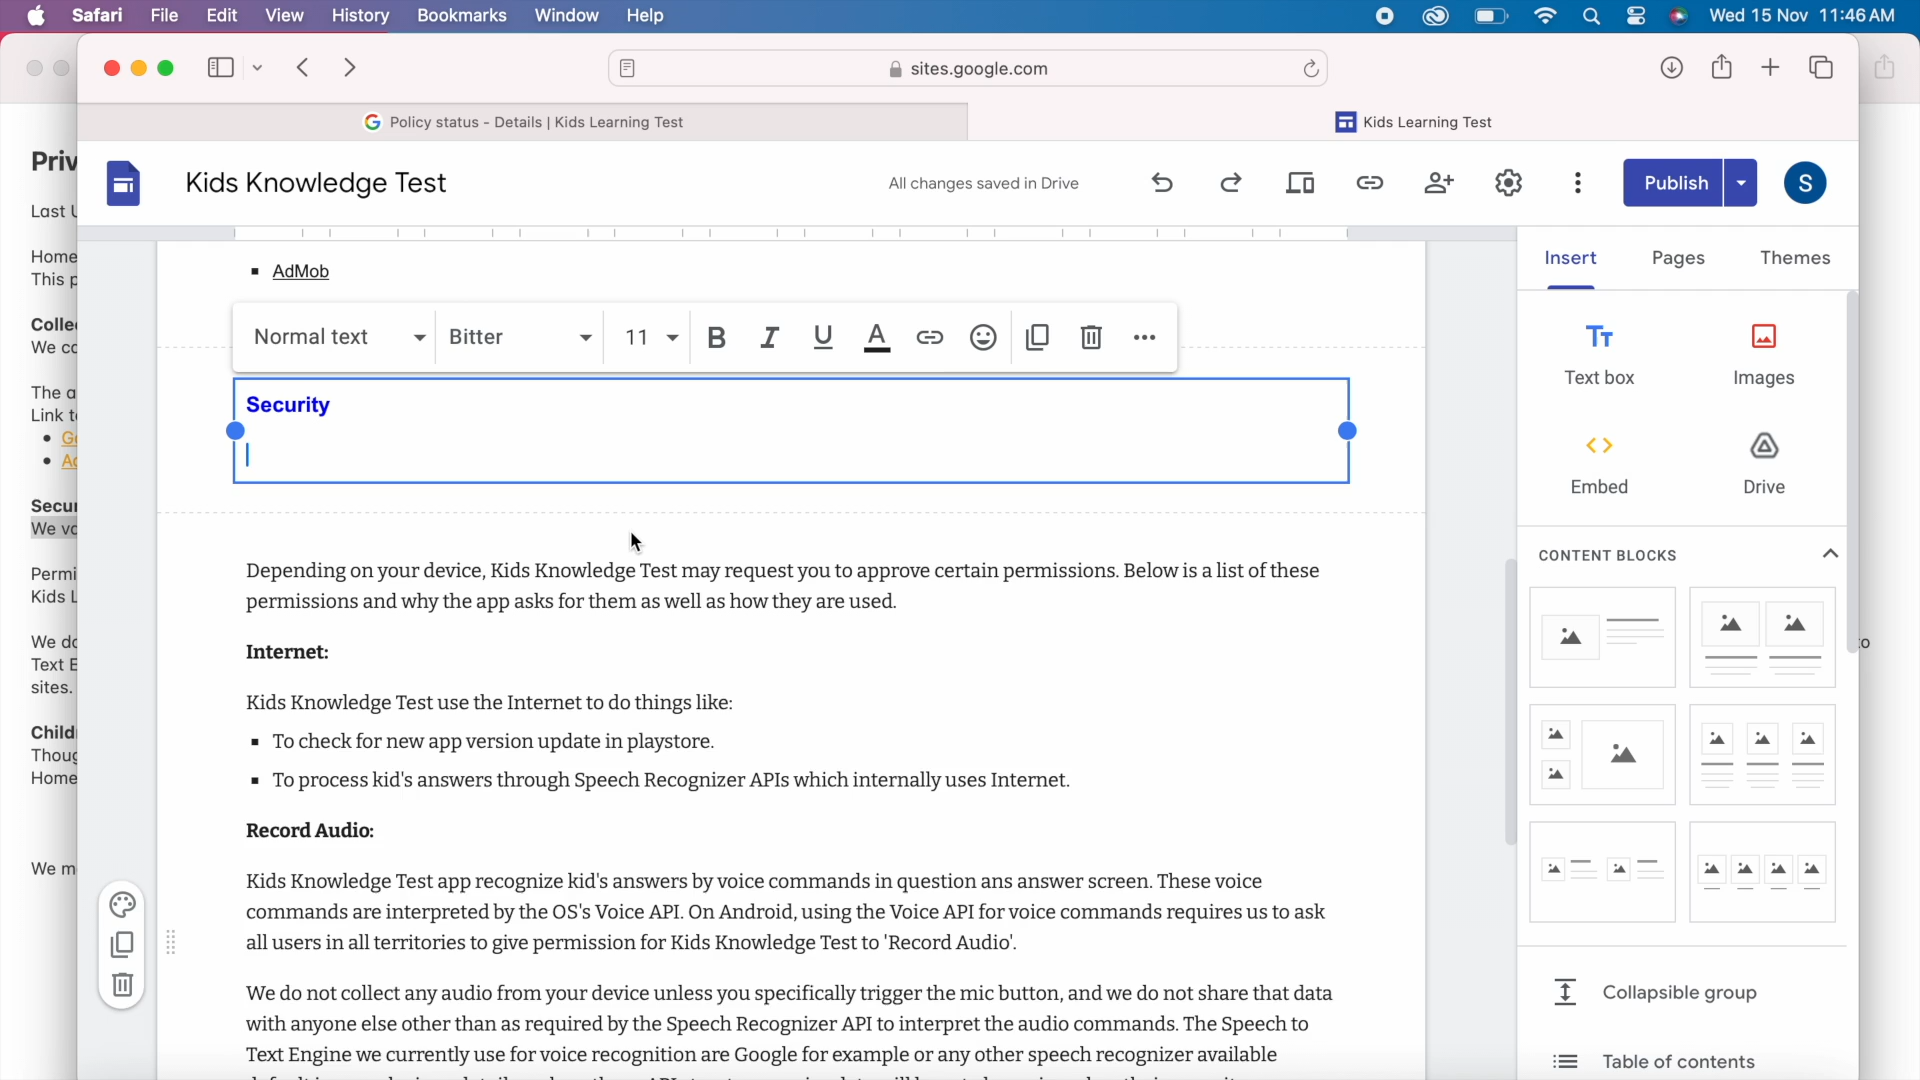 Safari File Edit View History Bookmarks Window Help Wed 15 Nov 11:46 AM
sites.google.com
Policy status - Details | Kids Learning Test
Kids Learning Test
Kids Knowledge Test
All changes saved in Drive
Publish
S
Last
Home
This
We
The
Link
We
sites.
Home
We
AdMob
Normal text Bitter 11
Security
Depending on your device, Kids Knowledge Test may request you to approve certain permissions. Below is a list of these
permissions and why the app asks for them as well as how they are used.
Internet:
Kids Knowledge Test use the Internet to do things like:
To check for new app version update in playstore.
To process kid's answers through Speech Recognizer APIs which internally uses Internet.
Record Audio:
Kids Knowledge Test app recognize kid's answers by voice commands in question ans answer screen. These voice
commands are interpreted by the OS's Voice API. On Android, using the Voice API for voice commands requires us to ask
all users in all territories to give permission for Kids Knowledge Test to 'Record Audio'.
We do not collect any audio from your device unless you specifically trigger the mic button, and we do not share that data
with anyone else other than as required by the Speech Recognizer API to interpret the audio commands. The Speech to
Text Engine we currently use for voice recognition are Google for example or any other speech recognizer available
Insert Pages Themes
Text box Images
Embed Drive
CONTENT BLOCKS
Collapsible group
Table of contents